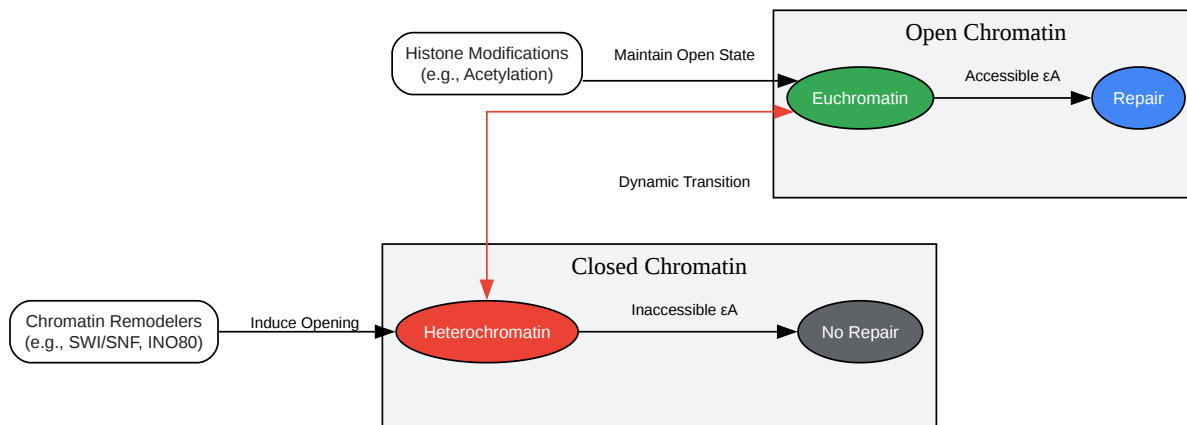 Open Chromatin
Histone Modifications
(e.g., Acetylation)
Maintain Open State
Euchromatin
Accessible εA
Repair
Dynamic Transition
Closed Chromatin
Chromatin Remodelers
(e.g., SWI/SNF, INO80)
Induce Opening
Heterochromatin
Inaccessible εA
No Repair